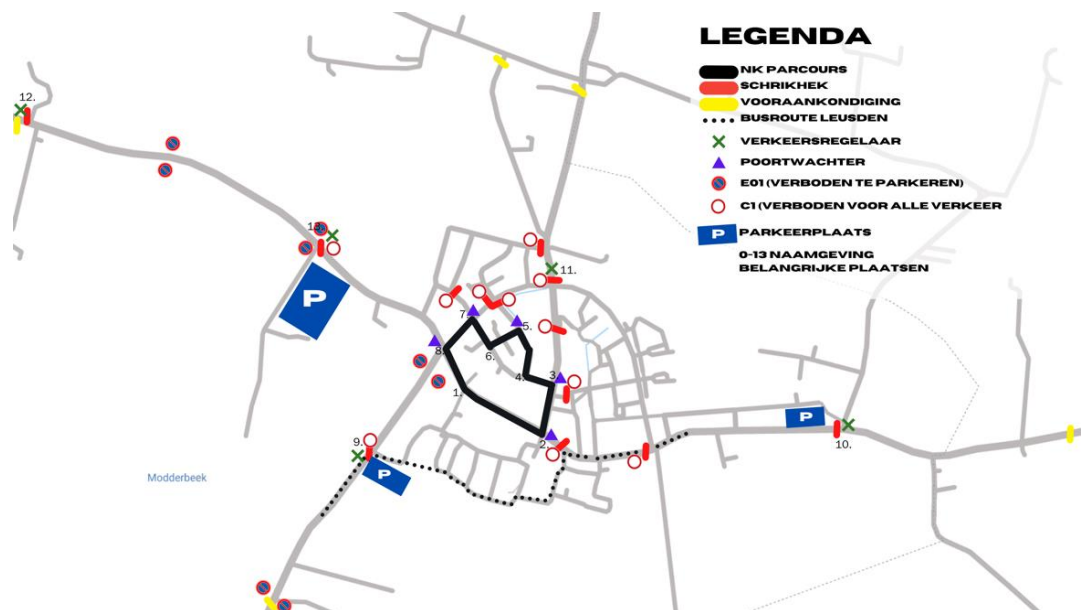 LEGENDA
NK PARCOURS
SCHRIKHEK
VOORAANKONDIGING
BUSROUTE LEUSDEN
VERKEERSREGELAAR
POORTWACHTER
E01 (VERBODEN TE PARKEREN)
C1 (VERBODEN VOOR ALLE VERKEER
P PARKEERPLAATS
0-13 NAAMGEVING
BELANGRIJKE PLAATSEN
12.
13.
11.
P
7.
5.
8.
6.
4.
3.
1.
P
2.
9.
10.
P
Modderbeek